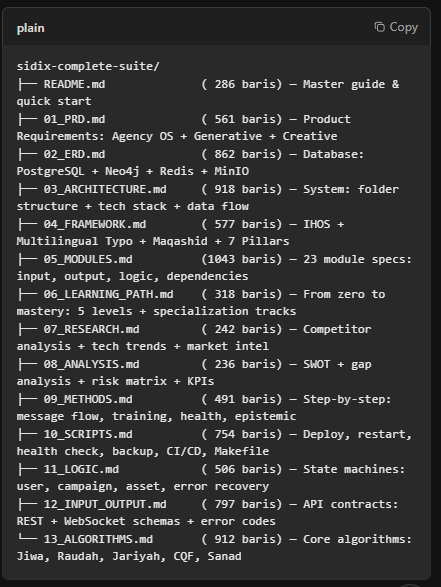 plain
Copy
sidix-complete-suite/
├── README.md             ( 286 baris) — Master guide &
quick start
├── 01_PRD.md             ( 561 baris) — Product
Requirements: Agency OS + Generative + Creative
├── 02_ERD.md             ( 862 baris) — Database:
PostgreSQL + Neo4j + Redis + MinIO
├── 03_ARCHITECTURE.md    ( 918 baris) — System: folder
structure + tech stack + data flow
├── 04_FRAMEWORK.md       ( 577 baris) — IHOS +
Multilingual Typo + Maqashid + 7 Pillars
├── 05_MODULES.md         (1043 baris) — 23 module specs:
input, output, logic, dependencies
├── 06_LEARNING_PATH.md   ( 318 baris) — From zero to
mastery: 5 levels + specialization tracks
├── 07_RESEARCH.md        ( 242 baris) — Competitor
analysis + tech trends + market intel
├── 08_ANALYSIS.md        ( 236 baris) — SWOT + gap
analysis + risk matrix + KPIs
├── 09_METHODS.md         ( 491 baris) — Step-by-step:
message flow, training, health, epistemic
├── 10_SCRIPTS.md         ( 754 baris) — Deploy, restart,
health check, backup, CI/CD, Makefile
├── 11_LOGIC.md           ( 506 baris) — State machines:
user, campaign, asset, error recovery
├── 12_INPUT_OUTPUT.md    ( 797 baris) — API contracts:
REST + WebSocket schemas + error codes
└── 13_ALGORITHMS.md      ( 912 baris) — Core algorithms:
Jiwa, Raudah, Jariyah, CQF, Sanad